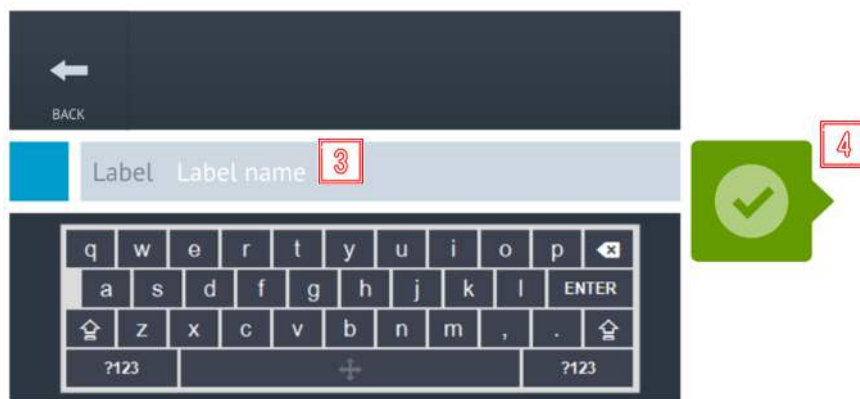 BACK
Label Label name 3
4
q w e r t y u i o p
a s d f g h j k l ENTER
z x c v b n m , .
?123 ?123